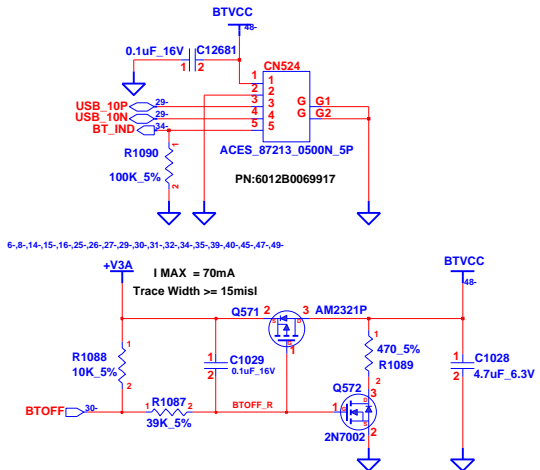 BTVCC
48-
0.1uF_16V C12681
1 2
CN524
1 1
2 2
USB_10P 29- 3 3 G G1
USB_10N 29- 4 4 G G2
BT_IND 34- 5 5
ACES_87213_0500N_5P
1
R1090
100K_5%
2
PN:6012B0069917
6-,8-,14-,15-,16-,25-,26-,27-,29-,30-,31-,32-,34-,35-,39-,40-,45-,47-,49-
+V3A
I MAX = 70mA
Trace Width >= 15misl
BTVCC
48-
Q571
2 3 AM2321P
S D
G
1
1
R1088
10K_5%
2
1
C1029
0.1uF_16V
2
1
470_5%
R1089
2
1
C1028
4.7uF_6.3V
2
BTOFF 30-
1 R1087 2
39K_5%
BTOFF_R
Q572
3
D
1 G
S
2N7002
2